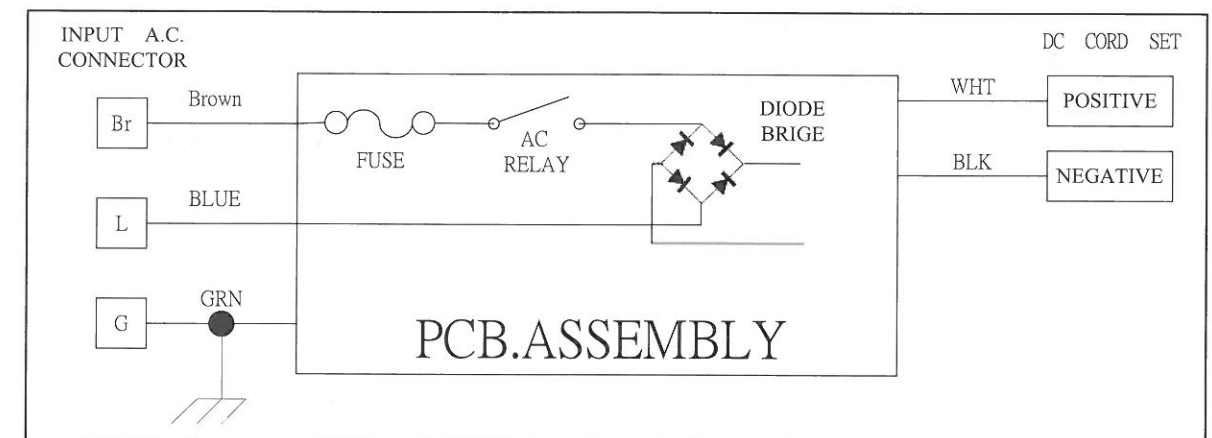 INPUT A.C.
CONNECTOR
DC CORD SET
Br
Brown
FUSE
AC
RELAY
DIODE
BRIGE
WHT
POSITIVE
BLK
NEGATIVE
L
BLUE
G
GRN
PCB.ASSEMBLY